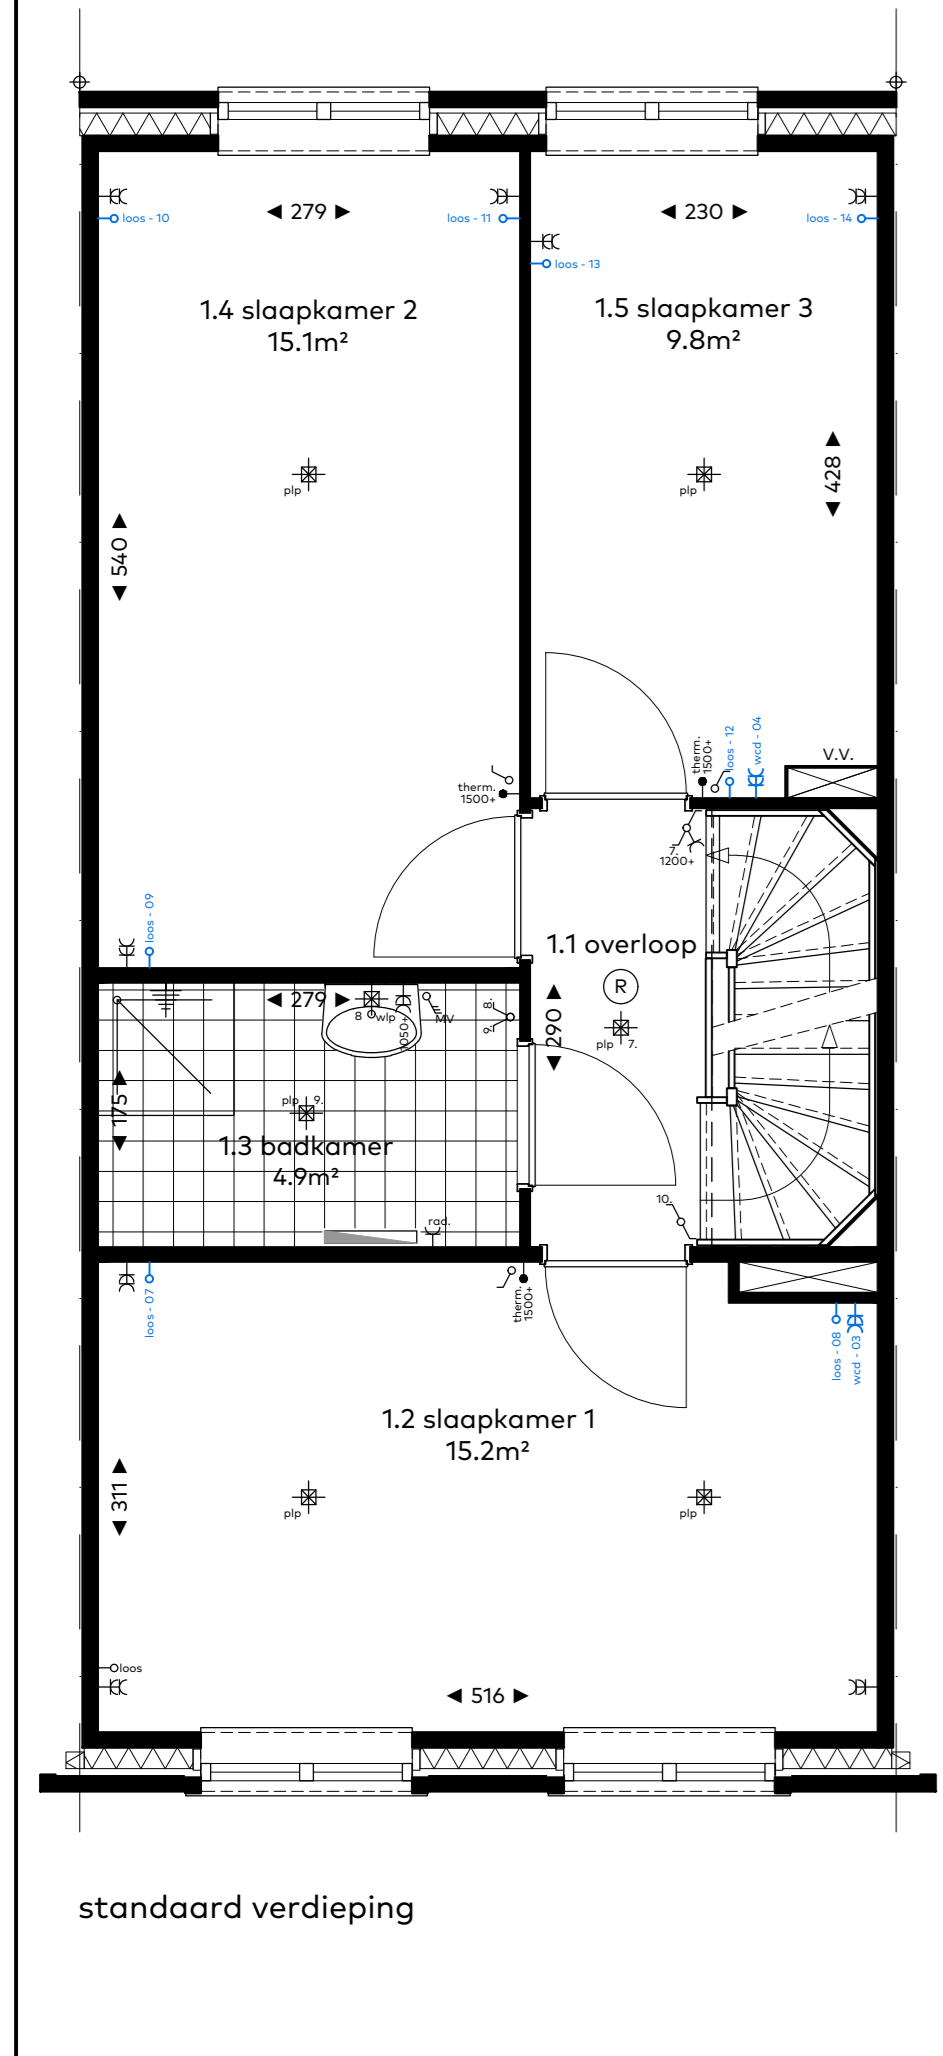 loos - 10
◄ 279 ►
loos - 11
◄ 230 ►
loos - 14
loos - 13
1.4 slaapkamer 2
15.1m²
1.5 slaapkamer 3
9.8m²
plp
plp
◄ 428 ►
◄ 540 ►
therm.
1500+
therm.
1500+
loos - 12
wcd - 04
V.V.
7.
1200+
loos - 09
1.1 overloop
R
◄ 279 ►
8
wlp
1050+
MV
8.
9.
◄ 290 ►
plp
7.
◄ 175 ►
plp
9.
1.3 badkamer
4.9m²
rad.
10.
loos - 07
therm.
1500+
loos - 08
wcd - 03
1.2 slaapkamer 1
15.2m²
◄ 311 ►
plp
plp
loos
◄ 516 ►
standaard verdieping